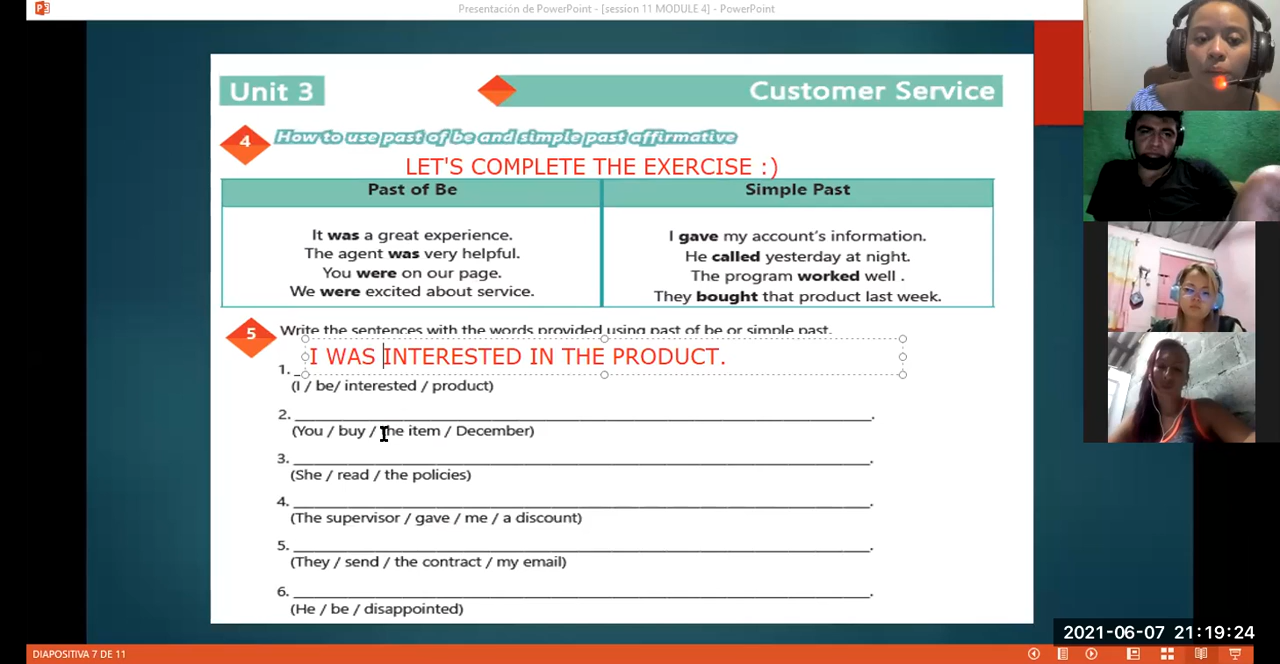 Presentación de PowerPoint - [session 11 MODULE 4] - PowerPoint
Unit 3
Customer Service
4
How to use past of be and simple past affirmative
LET'S COMPLETE THE EXERCISE :)
Past of Be
Simple Past
It was a great experience.
The agent was very helpful.
You were on our page.
We were excited about service.
I gave my account's information.
He called yesterday at night.
The program worked well .
They bought that product last week.
5
Write the sentences with the words provided using past of be or simple past.
I WAS INTERESTED IN THE PRODUCT.
1. _
(I / be/ interested / product)
2. ______________________________.
(You / buy / the item / December)
3. ______________________________.
(She / read / the policies)
4. ______________________________.
(The supervisor / gave / me / a discount)
5. ______________________________.
(They / send / the contract / my email)
6. ______________________________.
(He / be / disappointed)
2021-06-07 21:19:24
DIAPOSITIVA 7 DE 11